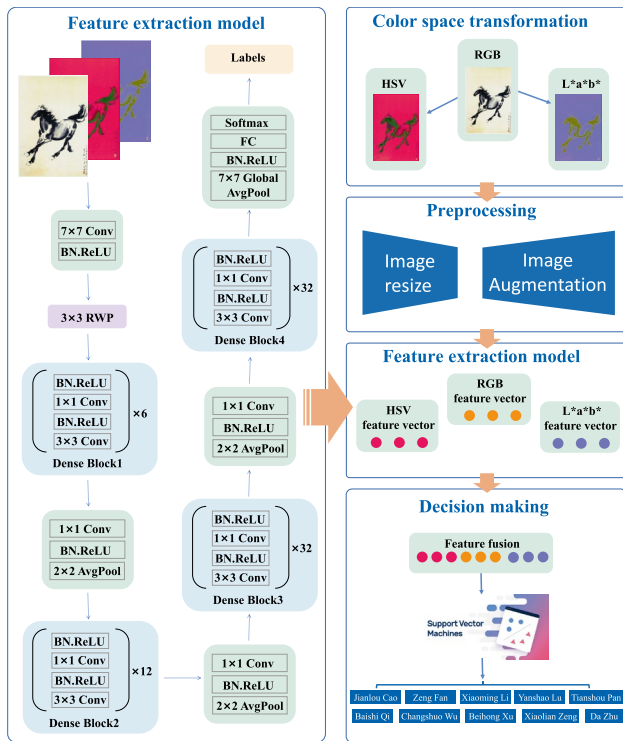 Feature extraction model
7×7 Conv
BN.ReLU
3×3 RWP
BN.ReLU
1×1 Conv
BN.ReLU
3×3 Conv
×6
Dense Block1
1×1 Conv
BN.ReLU
2×2 AvgPool
BN.ReLU
1×1 Conv
BN.ReLU
3×3 Conv
×12
Dense Block2
Labels
Softmax
FC
BN.ReLU
7×7 Global
AvgPool
BN.ReLU
1×1 Conv
BN.ReLU
3×3 Conv
×32
Dense Block4
1×1 Conv
BN.ReLU
2×2 AvgPool
BN.ReLU
1×1 Conv
BN.ReLU
3×3 Conv
×32
Dense Block3
1×1 Conv
BN.ReLU
2×2 AvgPool
Color space transformation
HSV
RGB
L*a*b*
Preprocessing
Image
resize
Image
Augmentation
Feature extraction model
HSV
feature vector
RGB
feature vector
L*a*b*
feature vector
Decision making
Feature fusion
Support Vector
Machines
Jianlou Cao
Zeng Fan
Xiaoming Li
Yanshao Lu
Tianshou Pan
Baishi Qi
Changshuo Wu
Beihong Xu
Xiaolian Zeng
Da Zhu